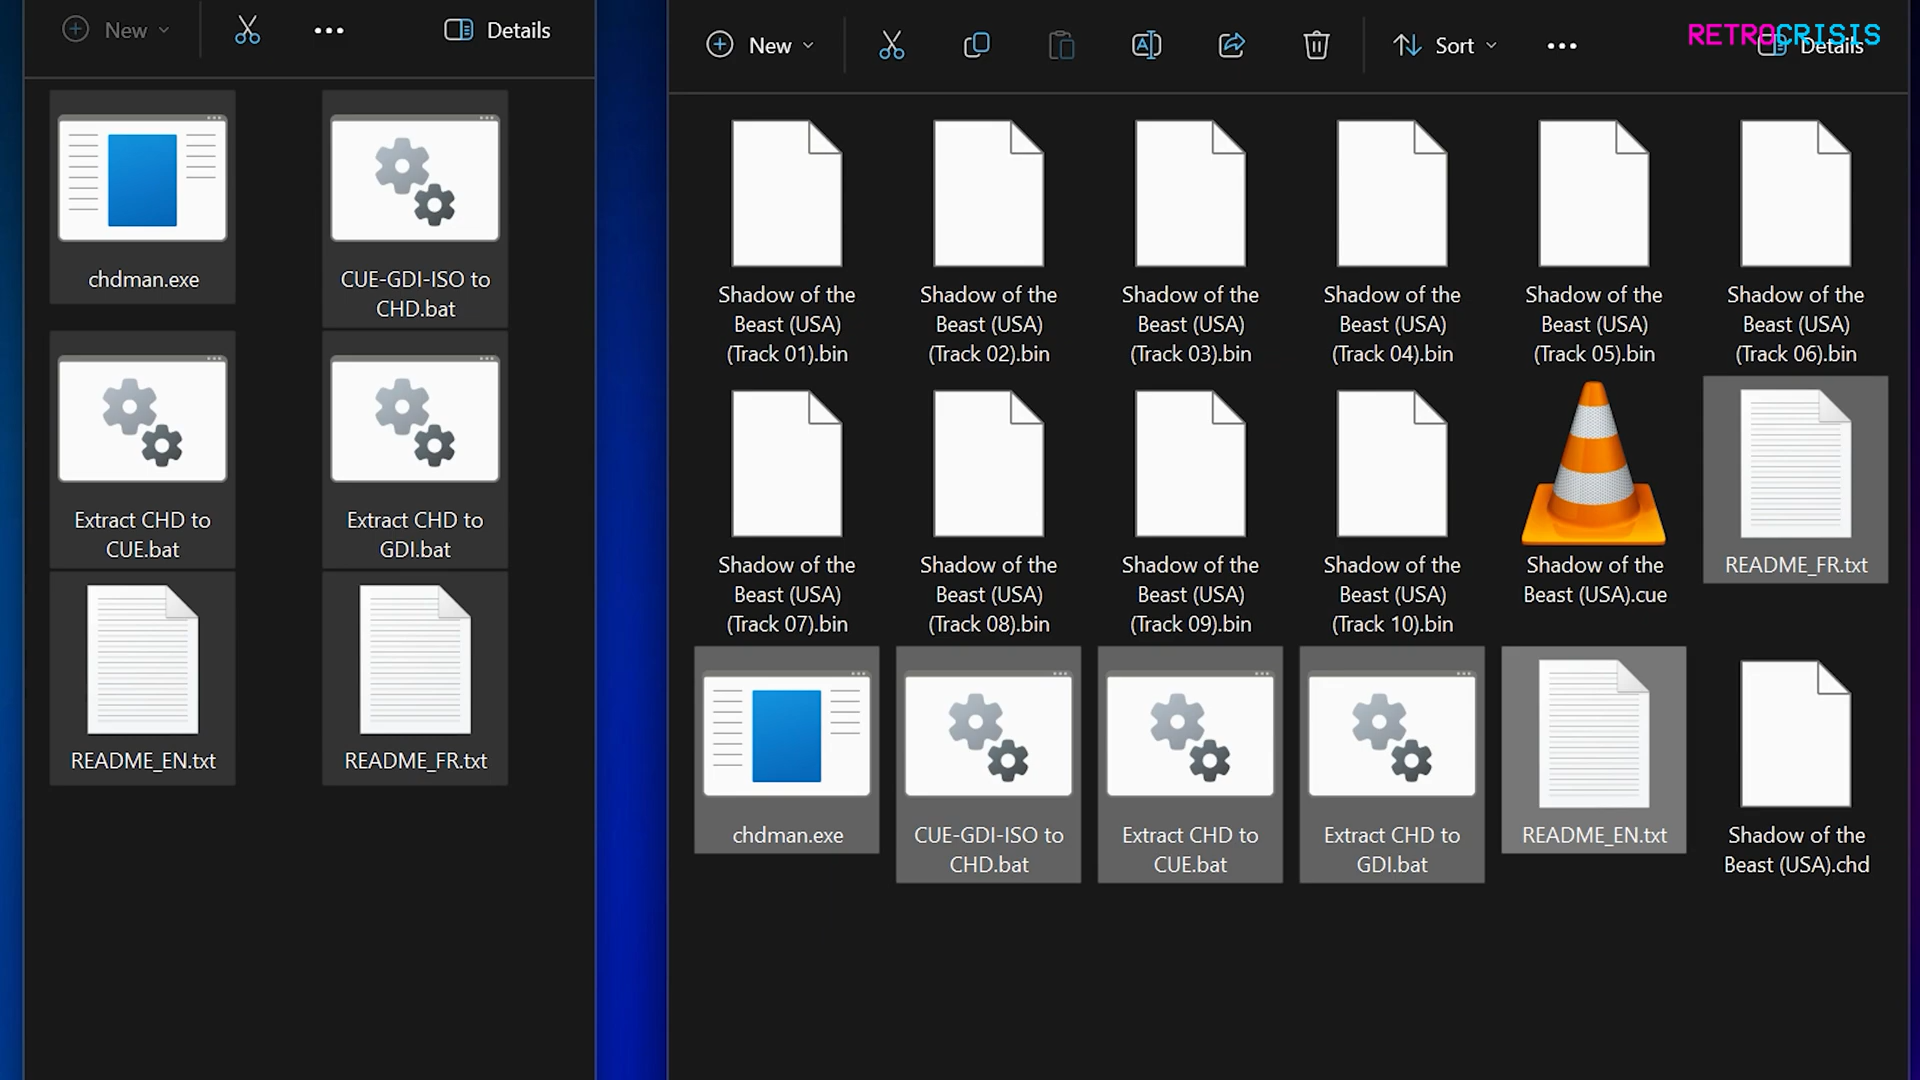 New
Details
chdman.exe
CUE-GDI-ISO to
CHD.bat
Extract CHD to
CUE.bat
Extract CHD to
GDI.bat
README_EN.txt
README_FR.txt
New
Sort
RETROCRISIS
Details
Shadow of the
Beast (USA)
(Track 01).bin
Shadow of the
Beast (USA)
(Track 02).bin
Shadow of the
Beast (USA)
(Track 03).bin
Shadow of the
Beast (USA)
(Track 04).bin
Shadow of the
Beast (USA)
(Track 05).bin
Shadow of the
Beast (USA)
(Track 06).bin
Shadow of the
Beast (USA)
(Track 07).bin
Shadow of the
Beast (USA)
(Track 08).bin
Shadow of the
Beast (USA)
(Track 09).bin
Shadow of the
Beast (USA)
(Track 10).bin
Shadow of the
Beast (USA).cue
README_FR.txt
chdman.exe
CUE-GDI-ISO to
CHD.bat
Extract CHD to
CUE.bat
Extract CHD to
GDI.bat
README_EN.txt
Shadow of the
Beast (USA).chd